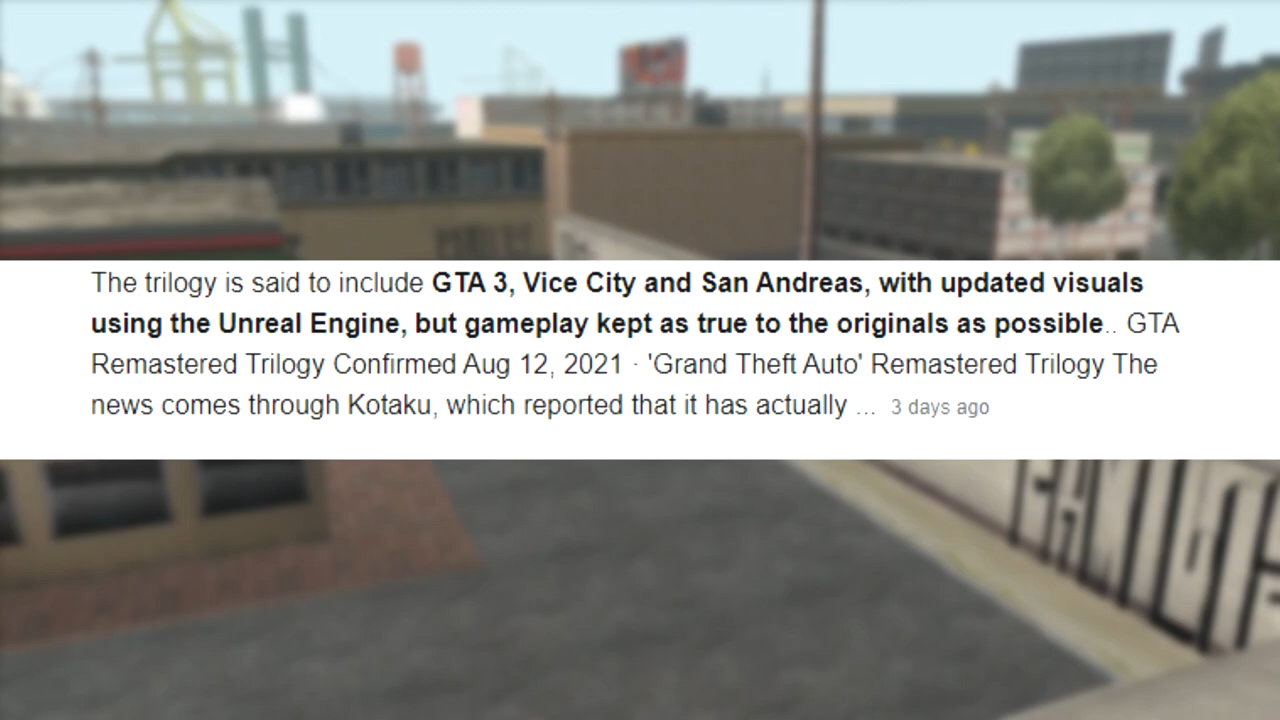 The trilogy is said to include GTA 3, Vice City and San Andreas, with updated visuals
using the Unreal Engine, but gameplay kept as true to the originals as possible.. GTA
Remastered Trilogy Confirmed Aug 12, 2021 · 'Grand Theft Auto' Remastered Trilogy The
news comes through Kotaku, which reported that it has actually ... 3 days ago